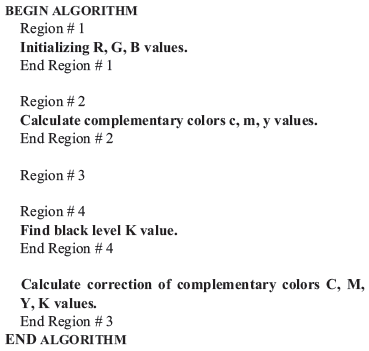 BEGIN ALGORITHM
Region # 1
Initializing R, G, B values.
End Region # 1
Region # 2
Calculate complementary colors c, m, y values.
End Region # 2
Region # 3
Region # 4
Find black level K value.
End Region # 4
Calculate correction of complementary colors C, M,
Y, K values.
End Region # 3
END ALGORITHM